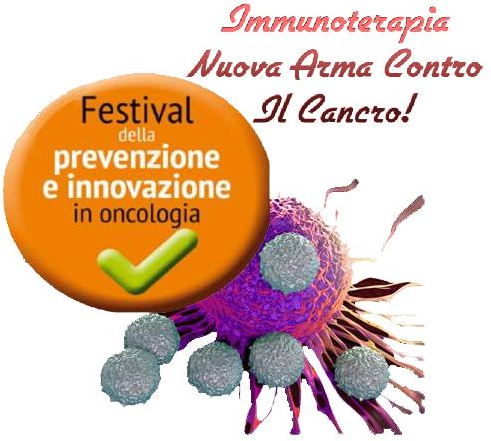 Immunoterapia
Nuova Arma Contro
Il Cancro!
Festival
della
prevenzione
e innovazione
in oncologia